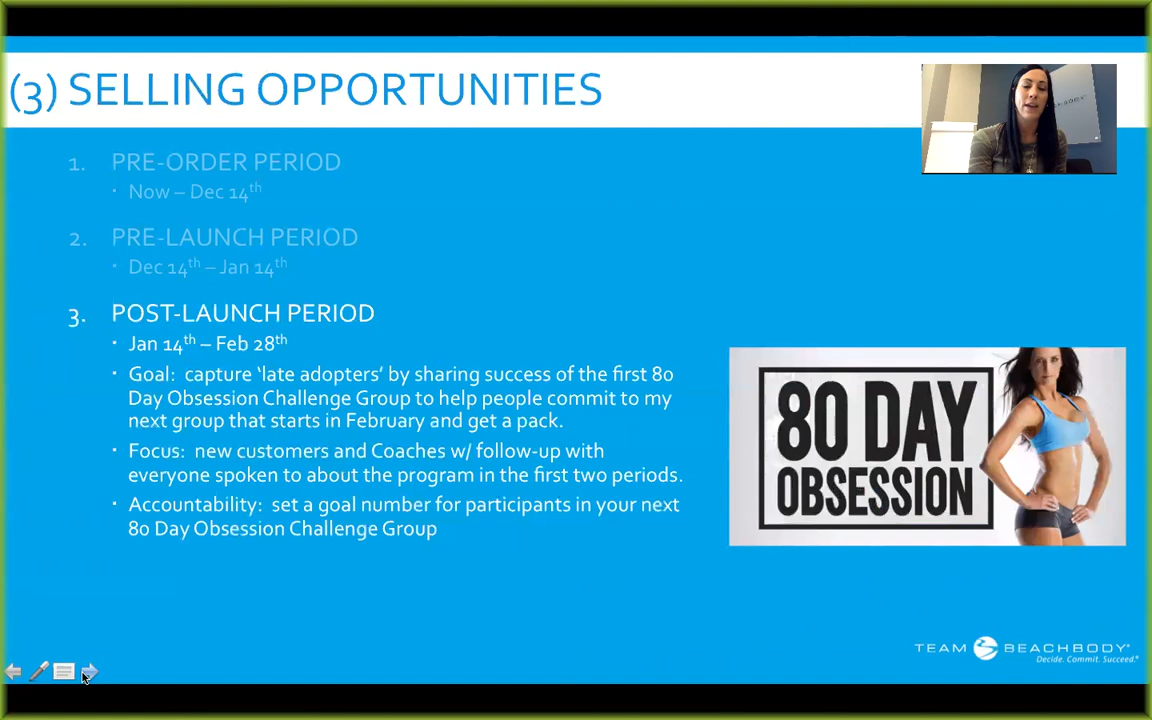 (3) SELLING OPPORTUNITIES
1. PRE-ORDER PERIOD
· Now – Dec 14th
2. PRE-LAUNCH PERIOD
· Dec 14th – Jan 14th
3. POST-LAUNCH PERIOD
· Jan 14th – Feb 28th
· Goal: capture ‘late adopters’ by sharing success of the first 80
Day Obsession Challenge Group to help people commit to my
next group that starts in February and get a pack.
· Focus: new customers and Coaches w/ follow-up with
everyone spoken to about the program in the first two periods.
· Accountability: set a goal number for participants in your next
80 Day Obsession Challenge Group
80 DAY
OBSESSION
TEAM BEACHBODY®
Decide. Commit. Succeed.®